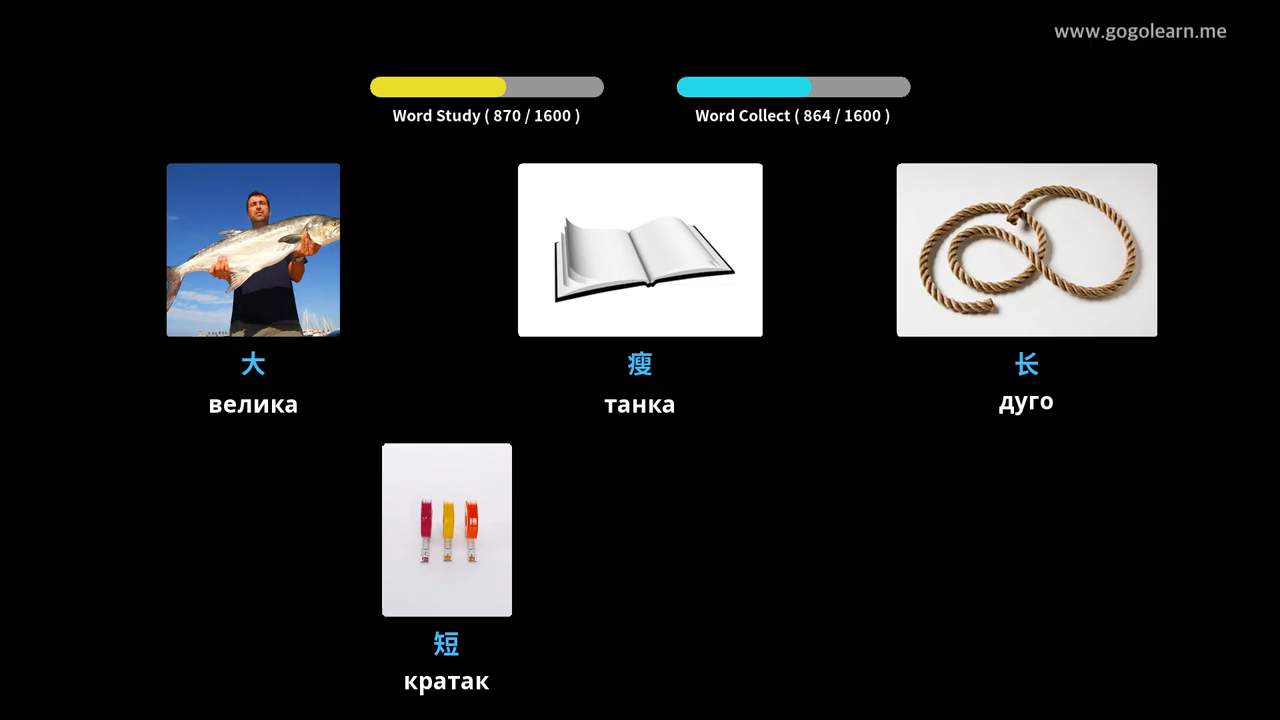 www.gogolearn.me
Word Study ( 870 / 1600 )
Word Collect ( 864 / 1600 )
大
велика
瘦
танка
长
дуго
短
кратак